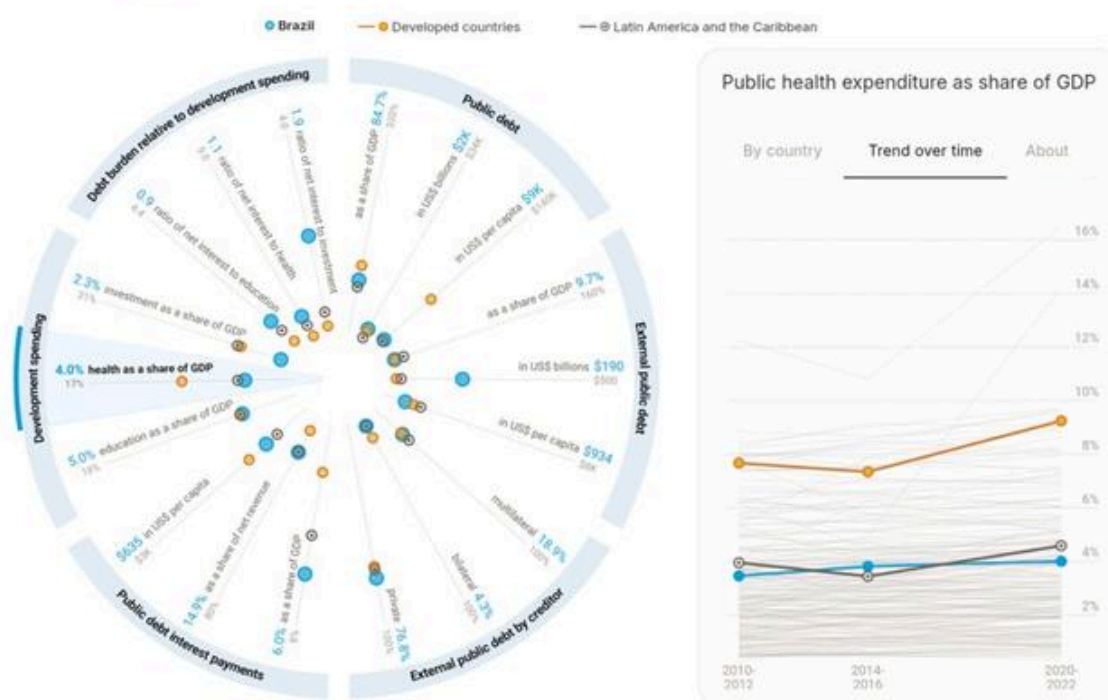 Brazil
Developed countries
Latin America and the Caribbean
Debt burden relative to development spending
1.9 ratio of net interest to investment
1.1 ratio of net interest to health
0.9 ratio of net interest to education
4.4
Public debt
as a share of GDP 84.7%
in US$ billions $2K
in US$ per capita $9K
$140K
External public debt
as a share of GDP 9.7%
160%
in US$ billions $190
$500
in US$ per capita $934
External public debt by creditor
multilateral 18.9%
100%
bilateral 4.3%
100%
private 76.8%
100%
Public debt interest payments
6.0% as a share of GDP
14.9% as a share of net revenue
$635 in US$ per capita
Development spending
5.0% education as a share of GDP
4.0% health as a share of GDP
17%
2.3% investment as a share of GDP
21%
Public health expenditure as share of GDP
By country
Trend over time
About
16%
14%
12%
10%
8%
6%
4%
2%
2010-
2012
2014-
2016
2020-
2022